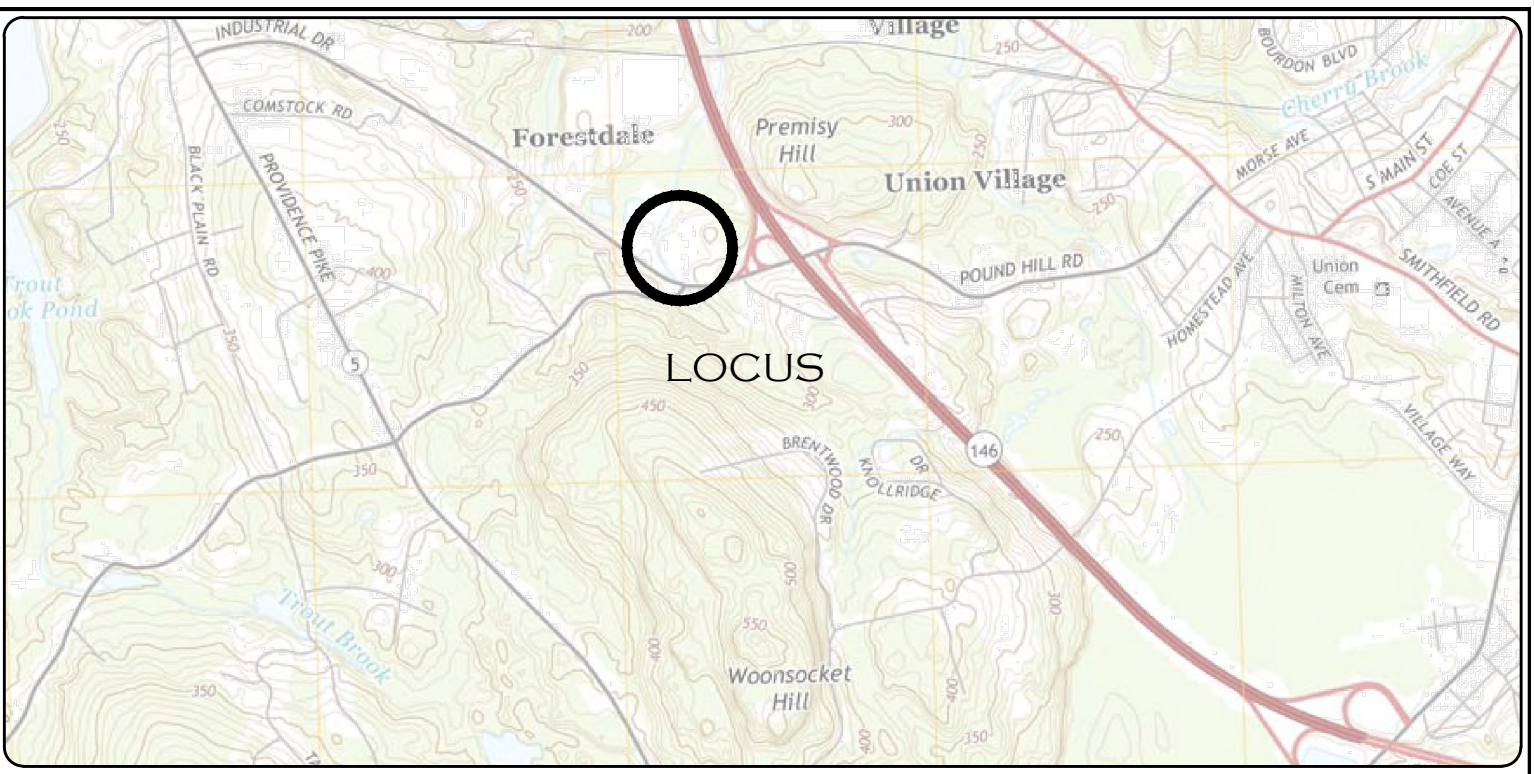 INDUSTRIAL DR
200
Village
250
BOURDON BLVD
Cherry Brook
COMSTOCK RD
250
Forestdale
Premisy
Hill
300
250
MORSE AVE
S MAIN ST
COE ST
BLACK PLAIN RD
PROVIDENCE PIKE
250
Union Village
250
AVENUE A
400
POUND HILL RD
HOMESTEAD AVE
MILTON AVE
Union
Cem
SMITHFIELD RD
Trout
ok Pond
350
5
350
LOCUS
450
300
BRENTWOOD DR
KNOLLRIDGE
DR
146
250
VILLAGE WAY
350
300
500
300
Trout Brook
550
400
350
Woonsocket
Hill
400
400
350
TA